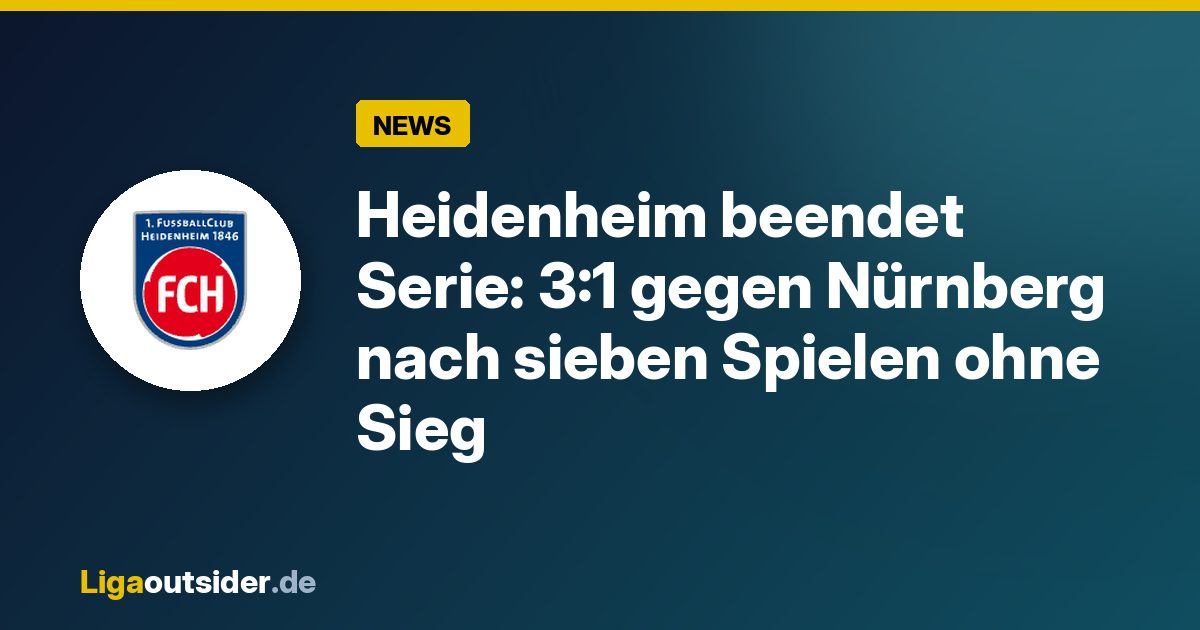 NEWS
1. FUSSBALLCLUB
HEIDENHEIM 1846
FCH
Heidenheim beendet
Serie: 3:1 gegen Nürnberg
nach sieben Spielen ohne
Sieg
Ligaoutsider.de